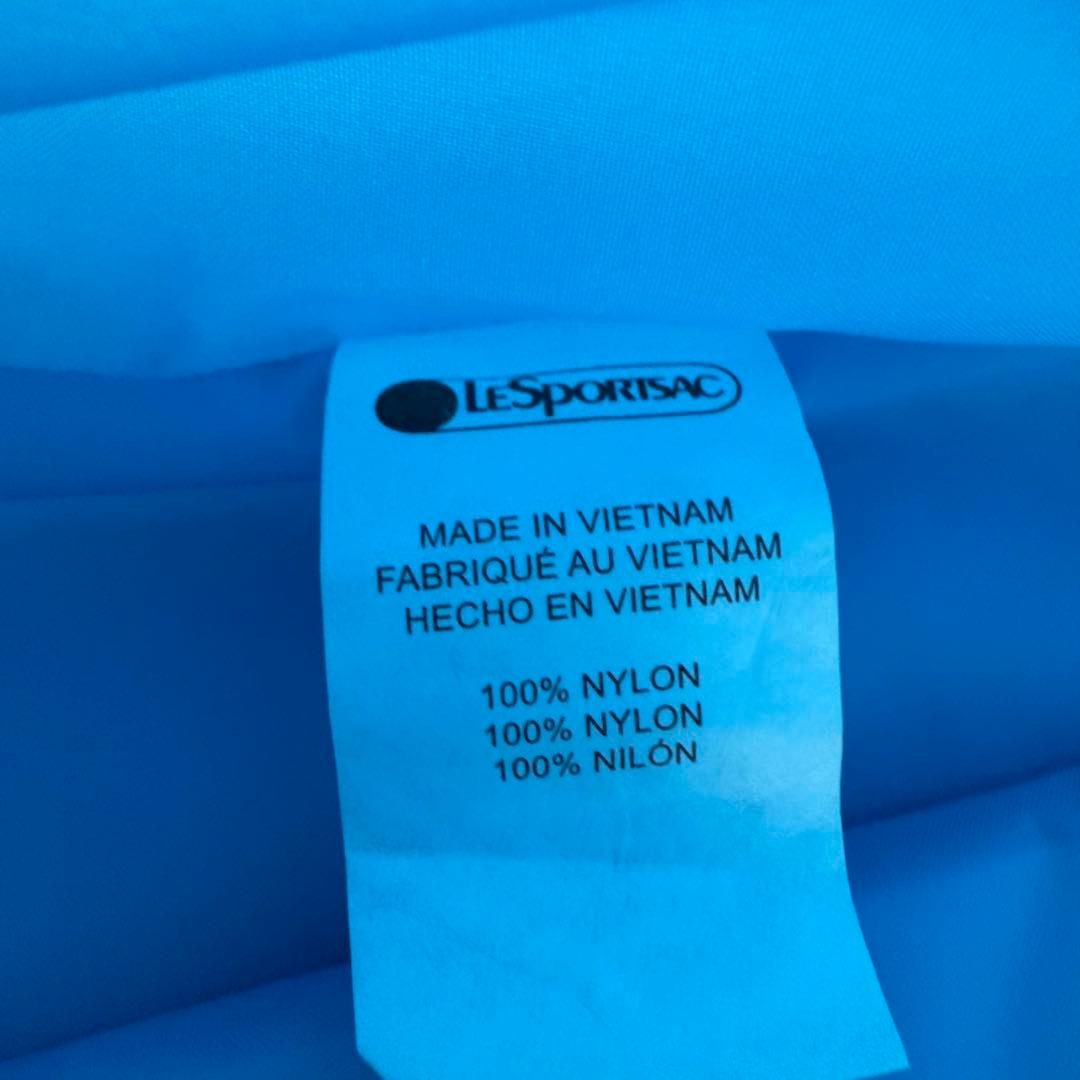 LESPORTSAC
MADE IN VIETNAM
FABRIQUÉ AU VIETNAM
HECHO EN VIETNAM
100% NYLON
100% NYLON
100% NILÓN